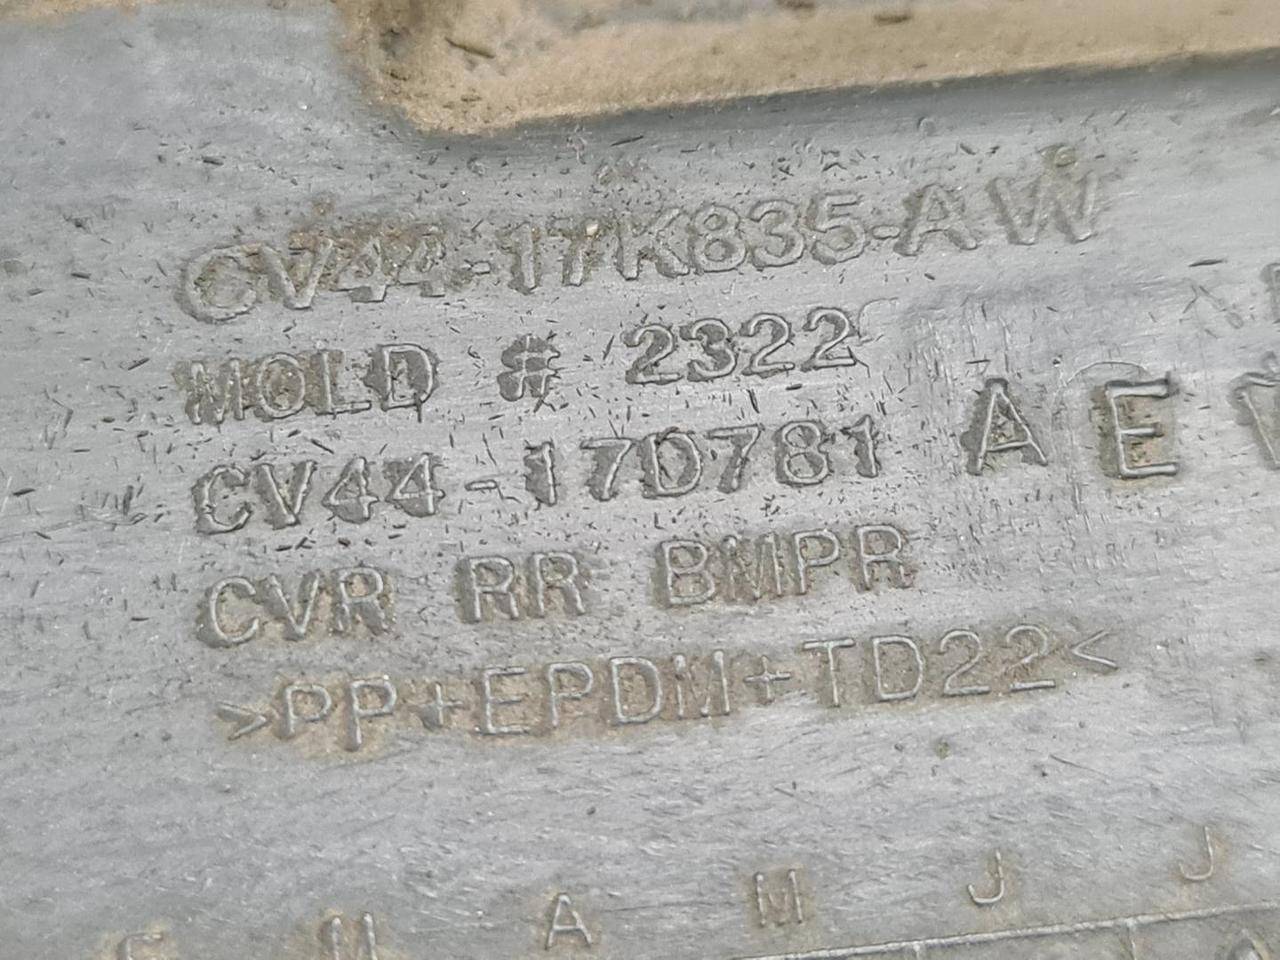 CV44-17K835-AW
MOLD # 2322
CV44-17D781 A E
CVR RR BMPR
>PP+EPDM+TD22<
F M A M J J